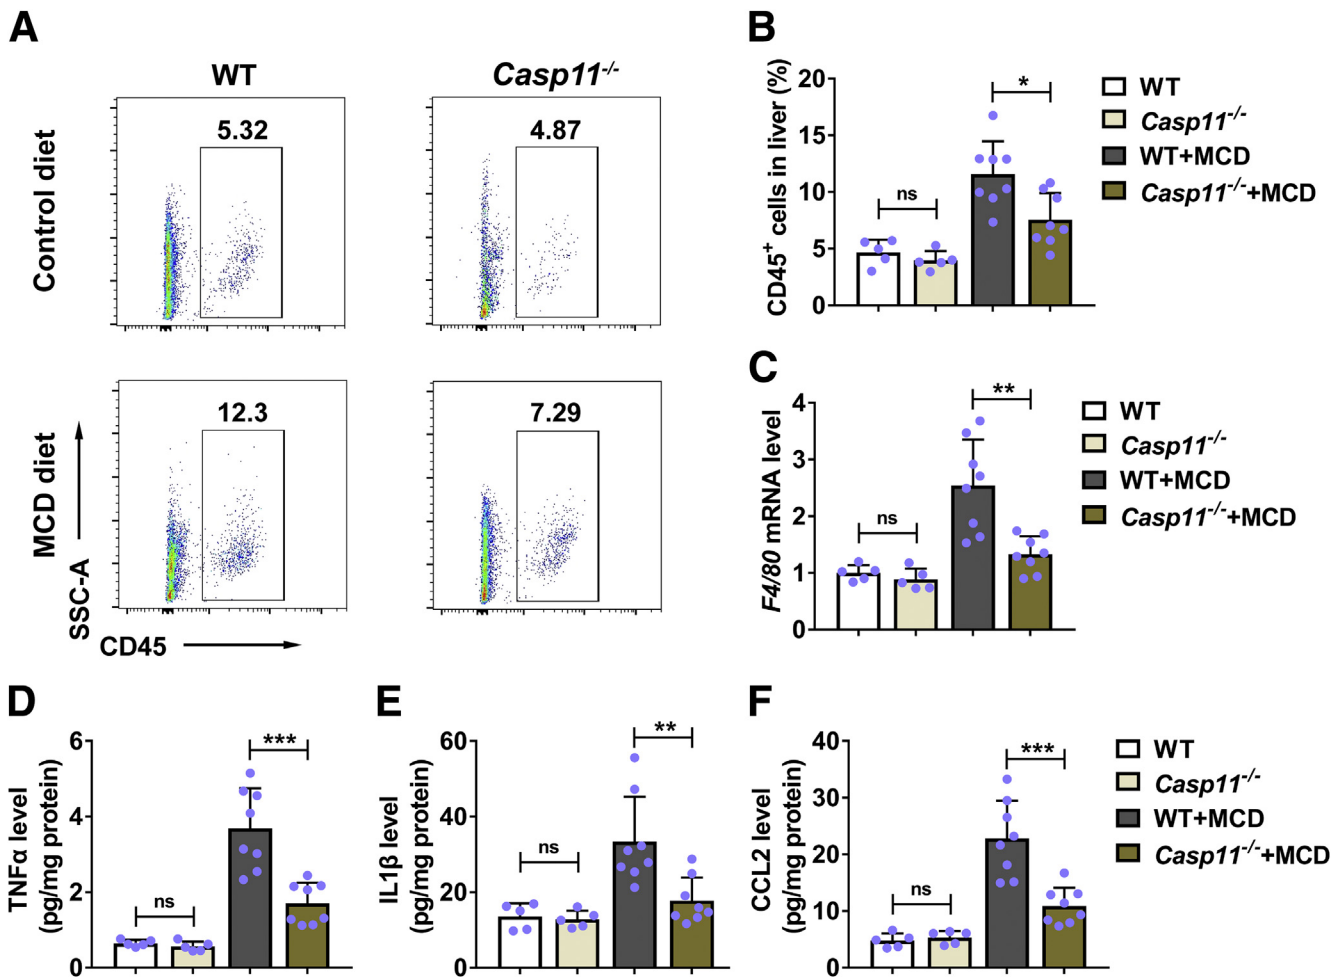 A
WT
Casp11-/-
Control diet
5.32
4.87
MCD diet
12.3
7.29
SSC-A
CD45
B
CD45+ cells in liver (%)
20
15
10
5
0
ns
*
WT
Casp11-/-
WT+MCD
Casp11-/-+MCD
C
F4/80 mRNA level
4
3
2
1
0
ns
**
WT
Casp11-/-
WT+MCD
Casp11-/-+MCD
D
TNFα level
(pg/mg protein)
6
4
2
0
ns
***
E
IL1β level
(pg/mg protein)
60
40
20
0
ns
**
F
CCL2 level
(pg/mg protein)
40
30
20
10
0
ns
***
WT
Casp11-/-
WT+MCD
Casp11-/-+MCD